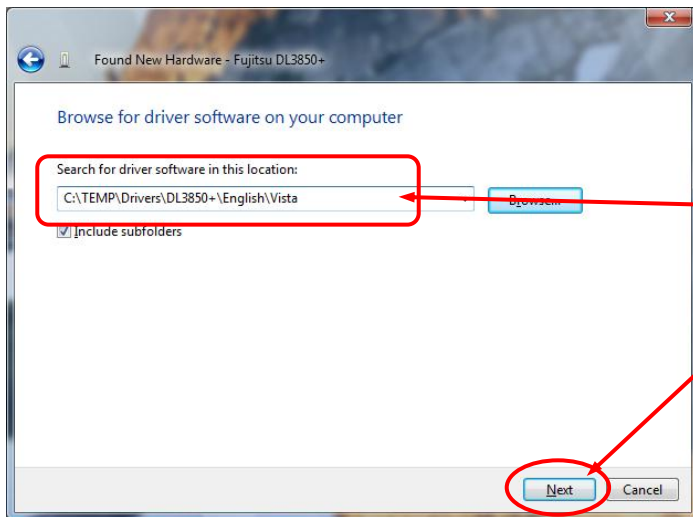 Found New Hardware - Fujitsu DL3850+
Browse for driver software on your computer
Search for driver software in this location:
C:\TEMP\Drivers\DL3850+\English\Vista
Browse...
Include subfolders
Next
Cancel